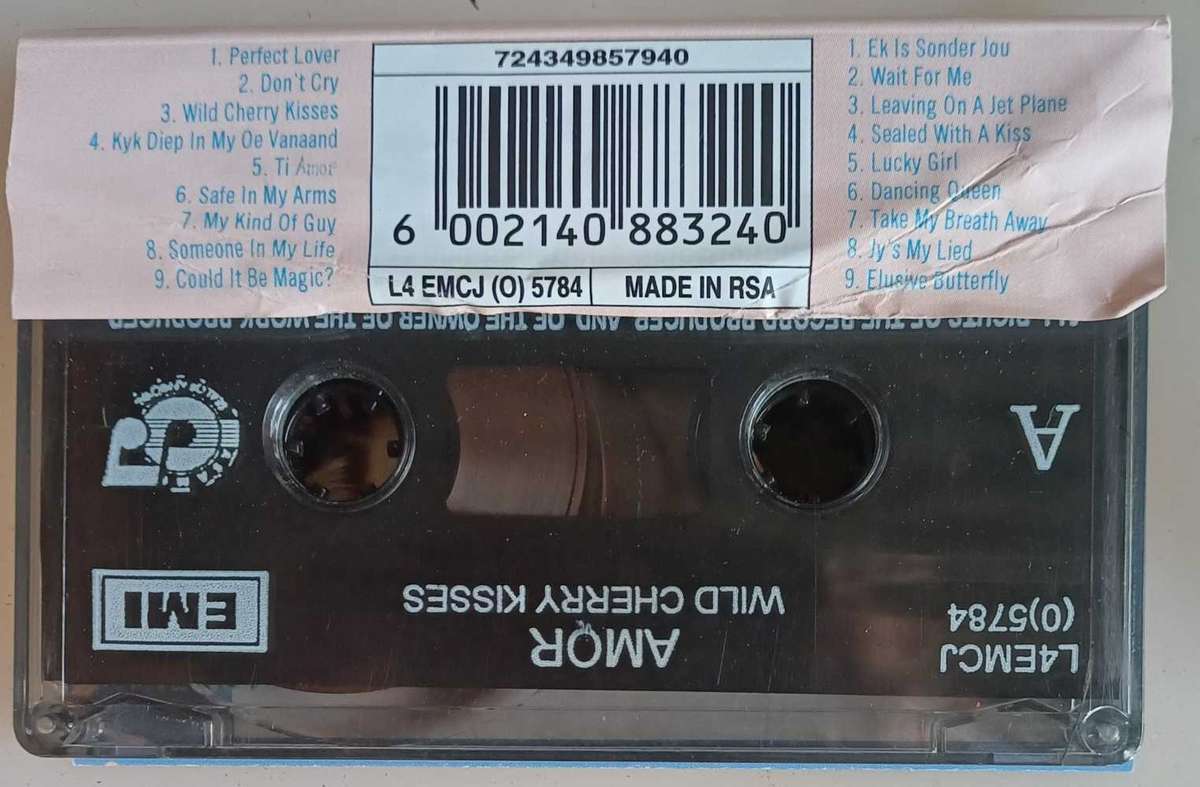 1. Perfect Lover
2. Don't Cry
3. Wild Cherry Kisses
4. Kyk Diep In My Oe Vanaand
5. Ti Amor
6. Safe In My Arms
7. My Kind Of Guy
8. Someone In My Life
9. Could It Be Magic?
724349857940
6 002140 883240
L4 EMCJ (O) 5784
MADE IN RSA
1. Ek Is Sonder Jou
2. Wait For Me
3. Leaving On A Jet Plane
4. Sealed With A Kiss
5. Lucky Girl
6. Dancing Queen
7. Take My Breath Away
8. Jy's My Lied
9. Elusive Butterfly
ALL RIGHTS OF THE RECORD PRODUCER AND OF THE OWNER OF THE WORK PRODUCED
A
L4EMCJ
(0)5784
AMOR
WILD CHERRY KISSES
EMI